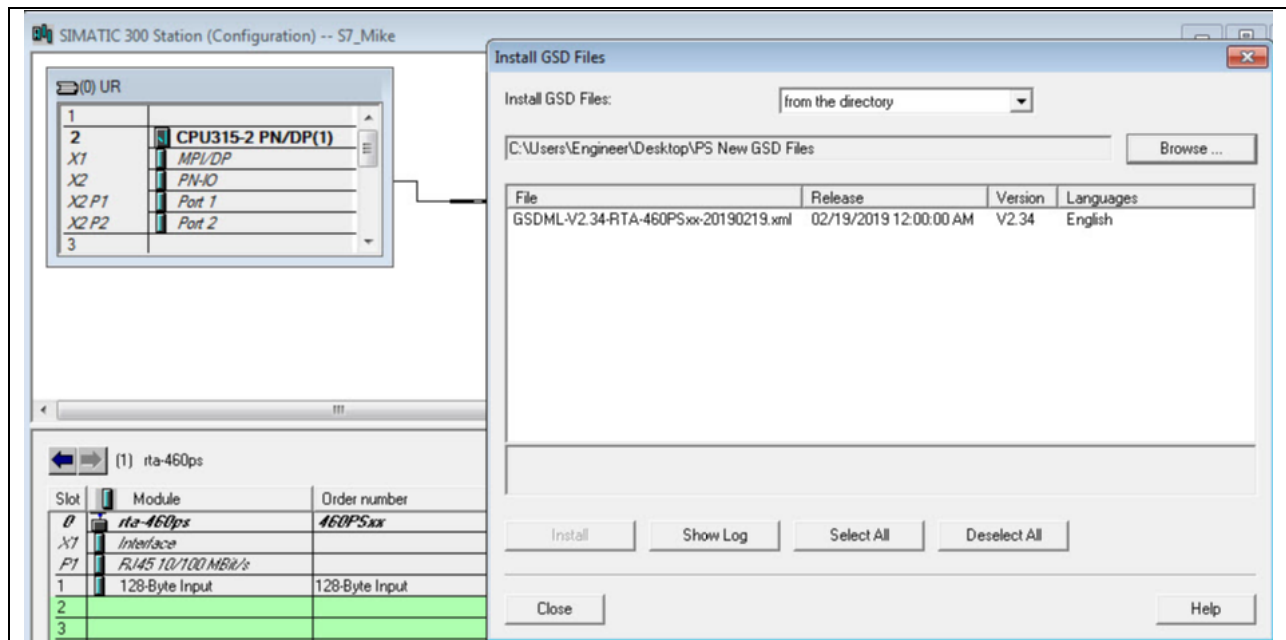 SIMATIC 300 Station (Configuration) -- S7_Mike
(0) UR
1
2 CPU315-2 PN/DP(1)
X1 MPI/DP
X2 PN-IO
X2 P1 Port 1
X2 P2 Port 2
3
Install GSD Files
Install GSD Files: from the directory
C:\Users\Engineer\Desktop\PS New GSD Files Browse ...
File Release Version Languages
GSDML-V2.34-RTA-460PSxx-20190219.xml 02/19/2019 12:00:00 AM V2.34 English
Install Show Log Select All Deselect All
Close Help
(1) rta-460ps
Slot Module Order number
0 rta-460ps 460PSxx
X1 Interface
P1 RJ45 10/100 MBit/s
1 128-Byte Input 128-Byte Input
2
3